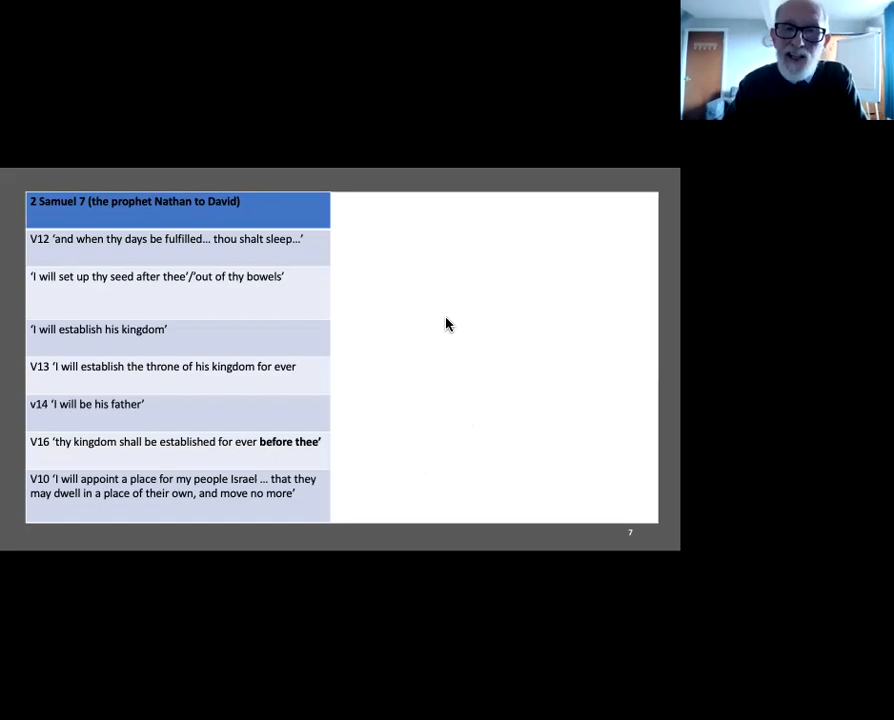 2 Samuel 7 (the prophet Nathan to David)
V12 ‘and when thy days be fulfilled… thou shalt sleep…’
‘I will set up thy seed after thee’/’out of thy bowels’
‘I will establish his kingdom’
V13 ‘I will establish the throne of his kingdom for ever
v14 ‘I will be his father’
V16 ‘thy kingdom shall be established for ever before thee’
V10 ‘I will appoint a place for my people Israel … that they
may dwell in a place of their own, and move no more’
7